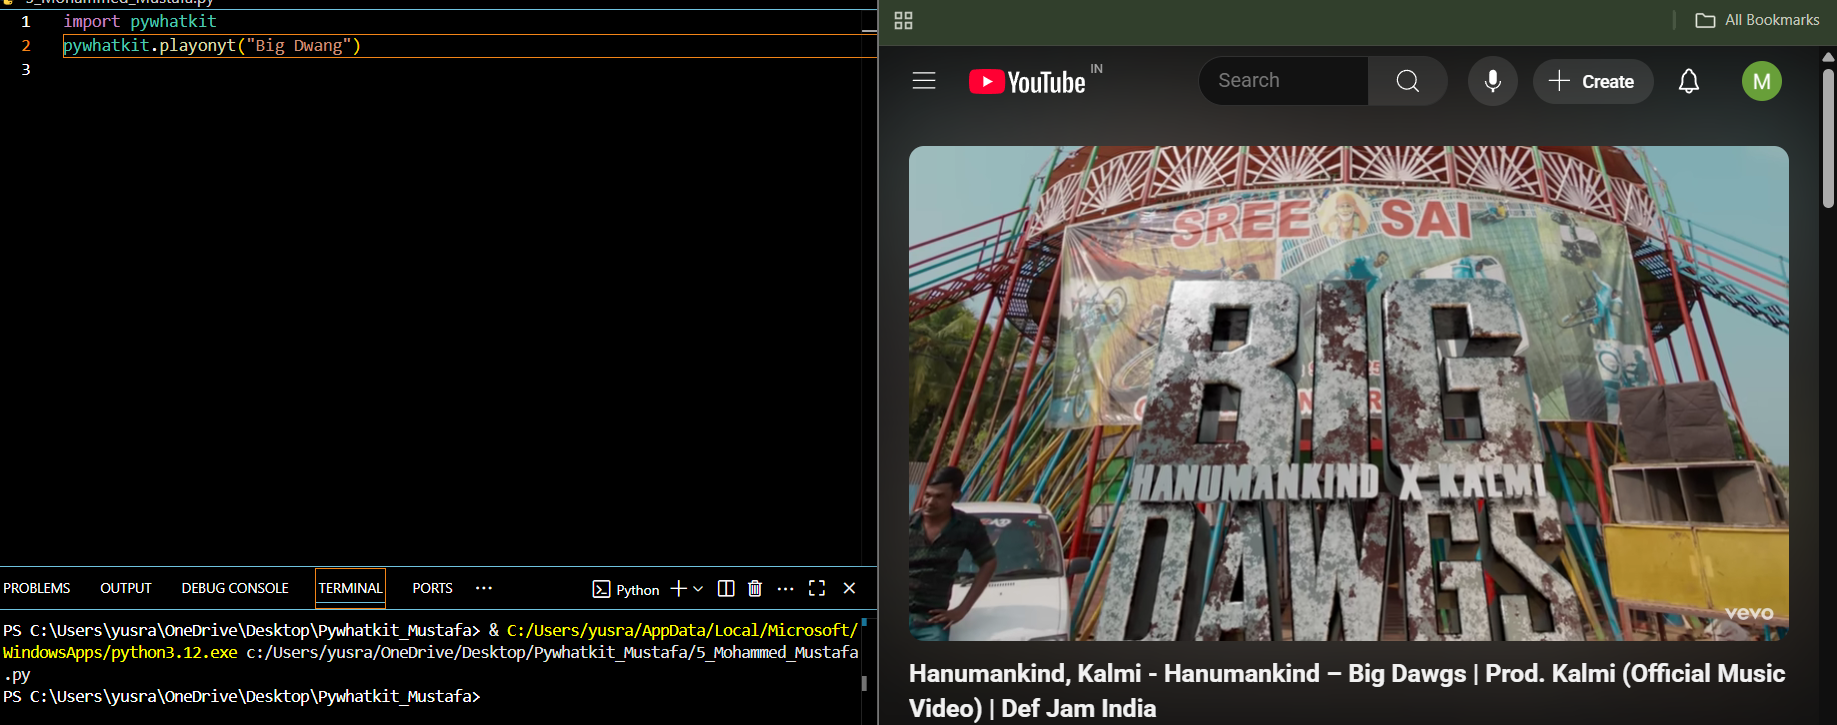 5_Mohammed_Mustafa.py
1 import pywhatkit
2 pywhatkit.playonyt("Big Dwang")
3
PROBLEMS OUTPUT DEBUG CONSOLE TERMINAL PORTS ··· Python
PS C:\Users\yusra\OneDrive\Desktop\Pywhatkit_Mustafa> & C:/Users/yusra/AppData/Local/Microsoft/
WindowsApps/python3.12.exe c:/Users/yusra/OneDrive/Desktop/Pywhatkit_Mustafa/5_Mohammed_Mustafa
.py
PS C:\Users\yusra\OneDrive\Desktop\Pywhatkit_Mustafa>
All Bookmarks
YouTube IN
Search
Create
M
SREE SAI
BIG
HANUMANKIND X KALMI
DAWGS
vevo
Hanumankind, Kalmi - Hanumankind – Big Dawgs | Prod. Kalmi (Official Music
Video) | Def Jam India